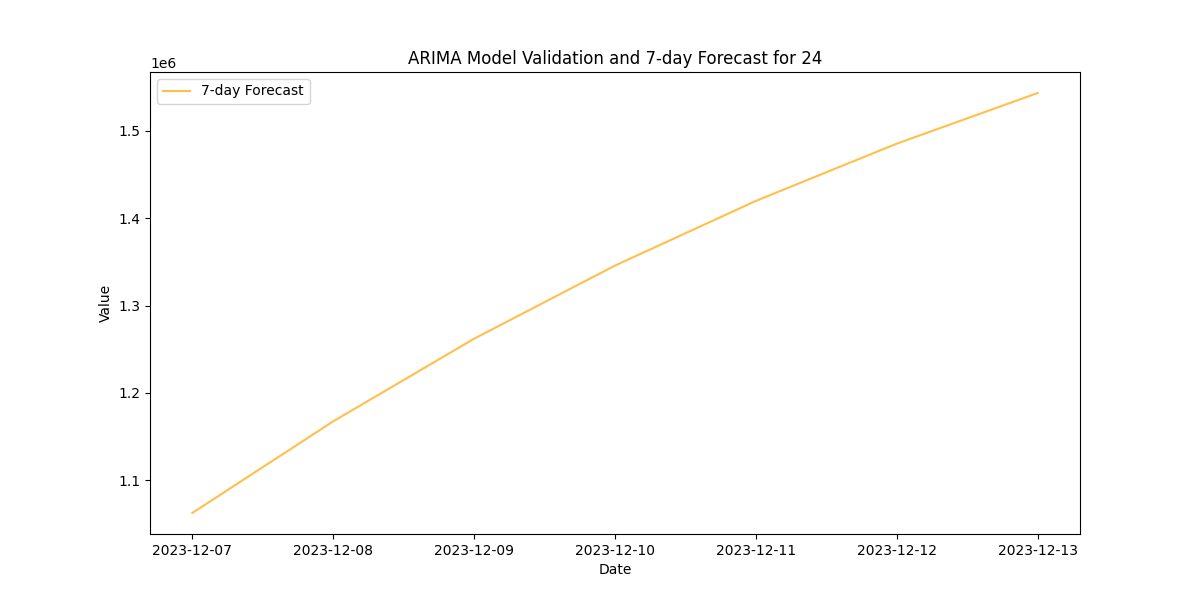 ARIMA Model Validation and 7-day Forecast for 24
1e6
7-day Forecast
1.5
1.4
1.3
1.2
1.1
Value
2023-12-07 2023-12-08 2023-12-09 2023-12-10 2023-12-11 2023-12-12 2023-12-13
Date